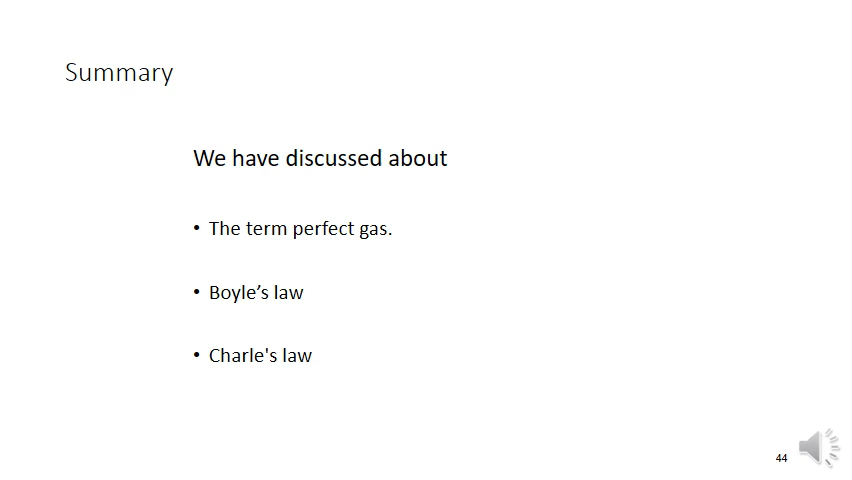 Summary
We have discussed about
• The term perfect gas.
• Boyle’s law
• Charle's law
44